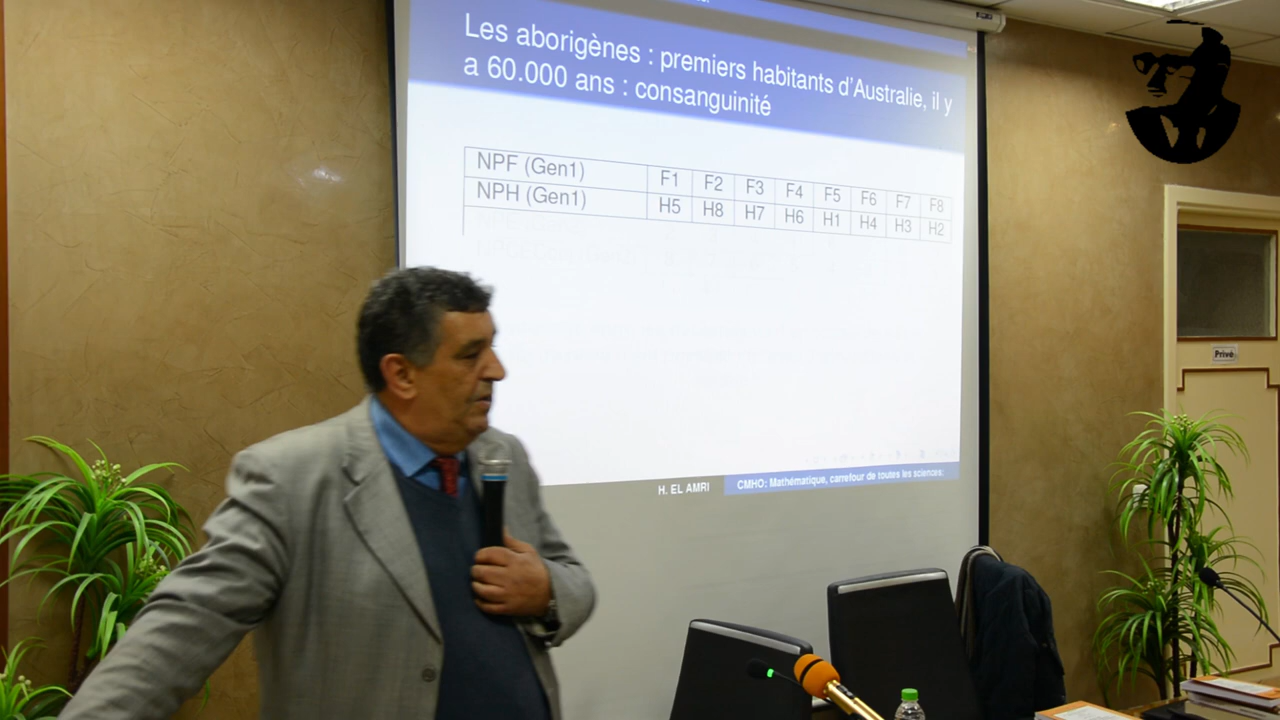 Les aborigènes : premiers habitants d'Australie, il y
a 60.000 ans : consanguinité
NPF (Gen1) F1 F2 F3 F4 F5 F6 F7 F8
NPH (Gen1) H5 H8 H7 H6 H1 H4 H3 H2
H. EL AMRI CMHO: Mathématique, carrefour de toutes les sciences:
Privé